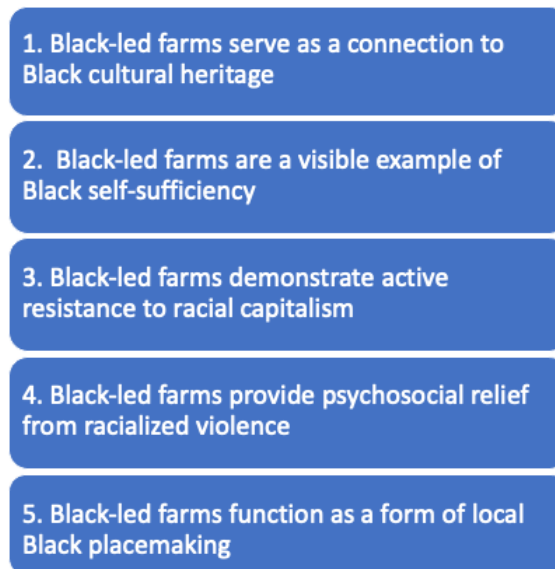 1. Black-led farms serve as a connection to
Black cultural heritage
2.  Black-led farms are a visible example of
Black self-sufficiency
3. Black-led farms demonstrate active
resistance to racial capitalism
4. Black-led farms provide psychosocial relief
from racialized violence
5. Black-led farms function as a form of local
Black placemaking